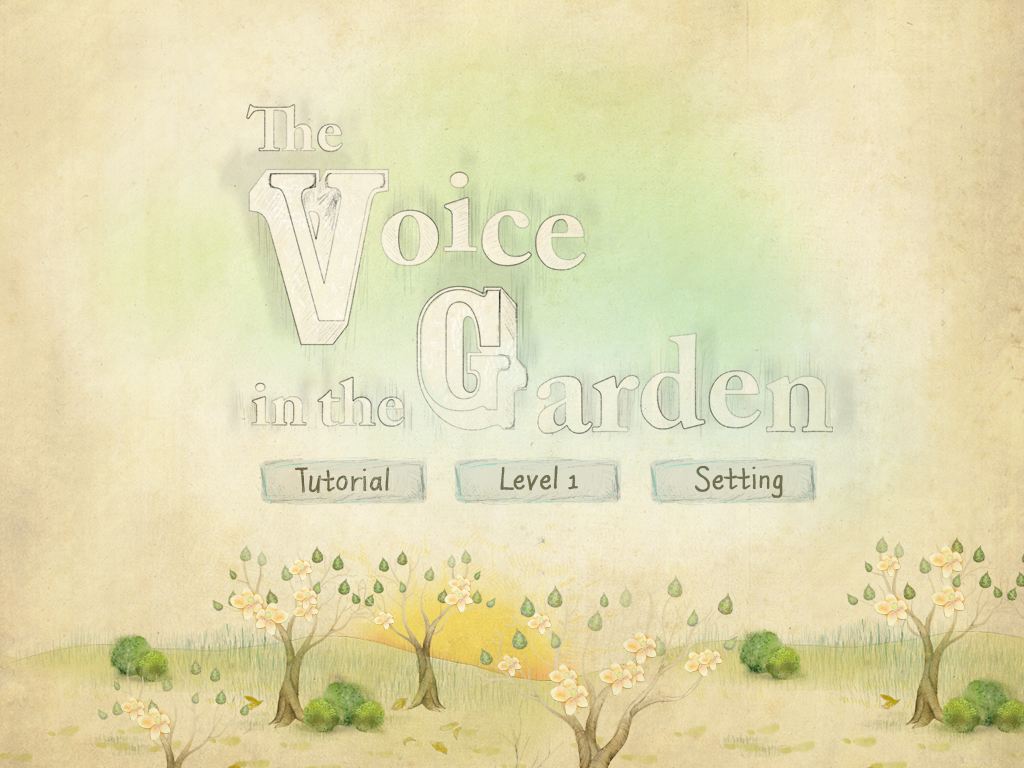 The
Voice
in the Garden
Tutorial
Level 1
Setting